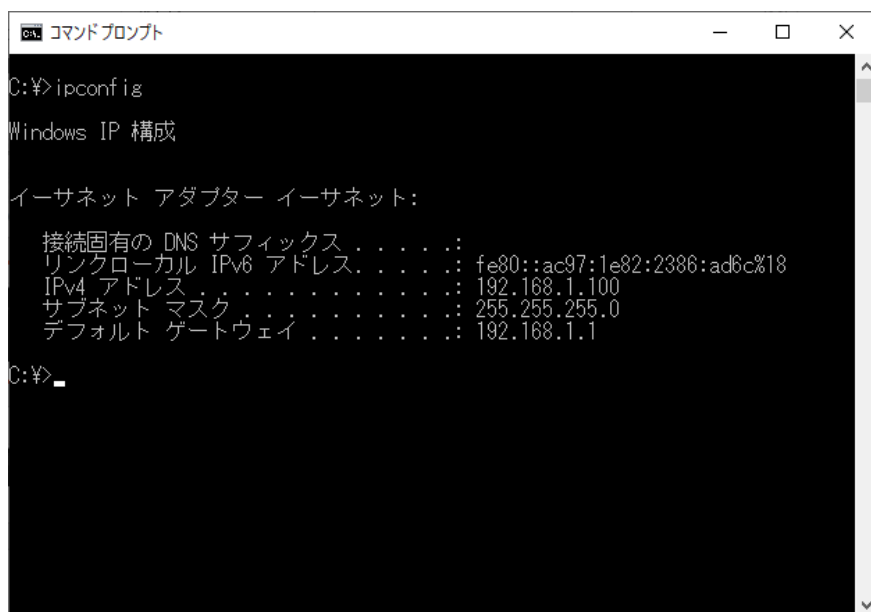 コマンド プロンプト
C:¥>ipconfig
Windows IP 構成
イーサネット アダプター イーサネット:
接続固有の DNS サフィックス . . . . .:
リンクローカル IPv6 アドレス. . . . .: fe80::ac97:1e82:2386:ad6c%18
IPv4 アドレス . . . . . . . . . . . .: 192.168.1.100
サブネット マスク . . . . . . . . . .: 255.255.255.0
デフォルト ゲートウェイ . . . . . . .: 192.168.1.1
C:¥>